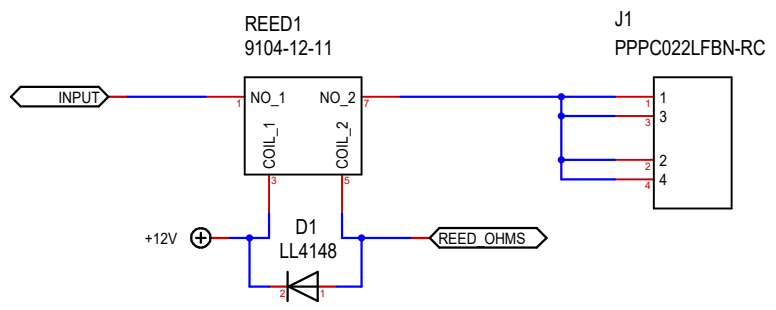 REED1
9104-12-11
J1
PPPC022LFBN-RC
INPUT
1
NO_1
NO_2
7
COIL_1
COIL_2
3
5
1
1
3
3
2
2
4
4
+12V
D1
LL4148
2
1
REED_OHMS